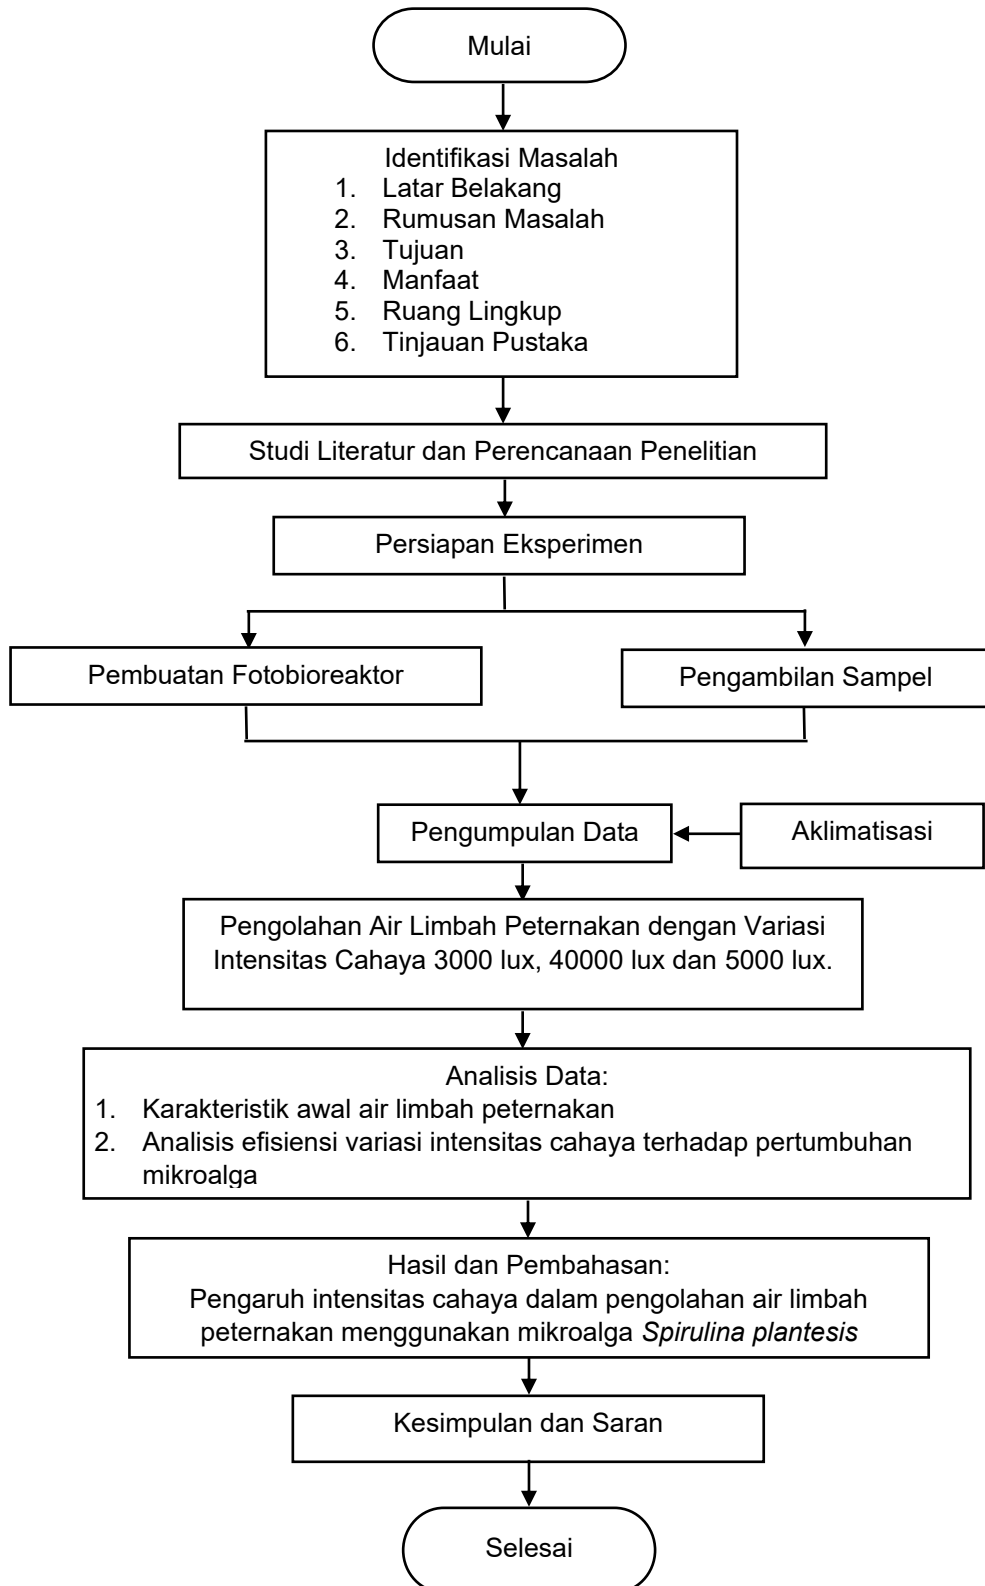 Mulai
Identifikasi Masalah
1. Latar Belakang
2. Rumusan Masalah
3. Tujuan
4. Manfaat
5. Ruang Lingkup
6. Tinjauan Pustaka
Studi Literatur dan Perencanaan Penelitian
Persiapan Eksperimen
Pembuatan Fotobioreaktor
Pengambilan Sampel
Pengumpulan Data
Aklimatisasi
Pengolahan Air Limbah Peternakan dengan Variasi
Intensitas Cahaya 3000 lux, 40000 lux dan 5000 lux.
Analisis Data:
1. Karakteristik awal air limbah peternakan
2. Analisis efisiensi variasi intensitas cahaya terhadap pertumbuhan
mikroalga
Hasil dan Pembahasan:
Pengaruh intensitas cahaya dalam pengolahan air limbah
peternakan menggunakan mikroalga Spirulina plantesis
Kesimpulan dan Saran
Selesai